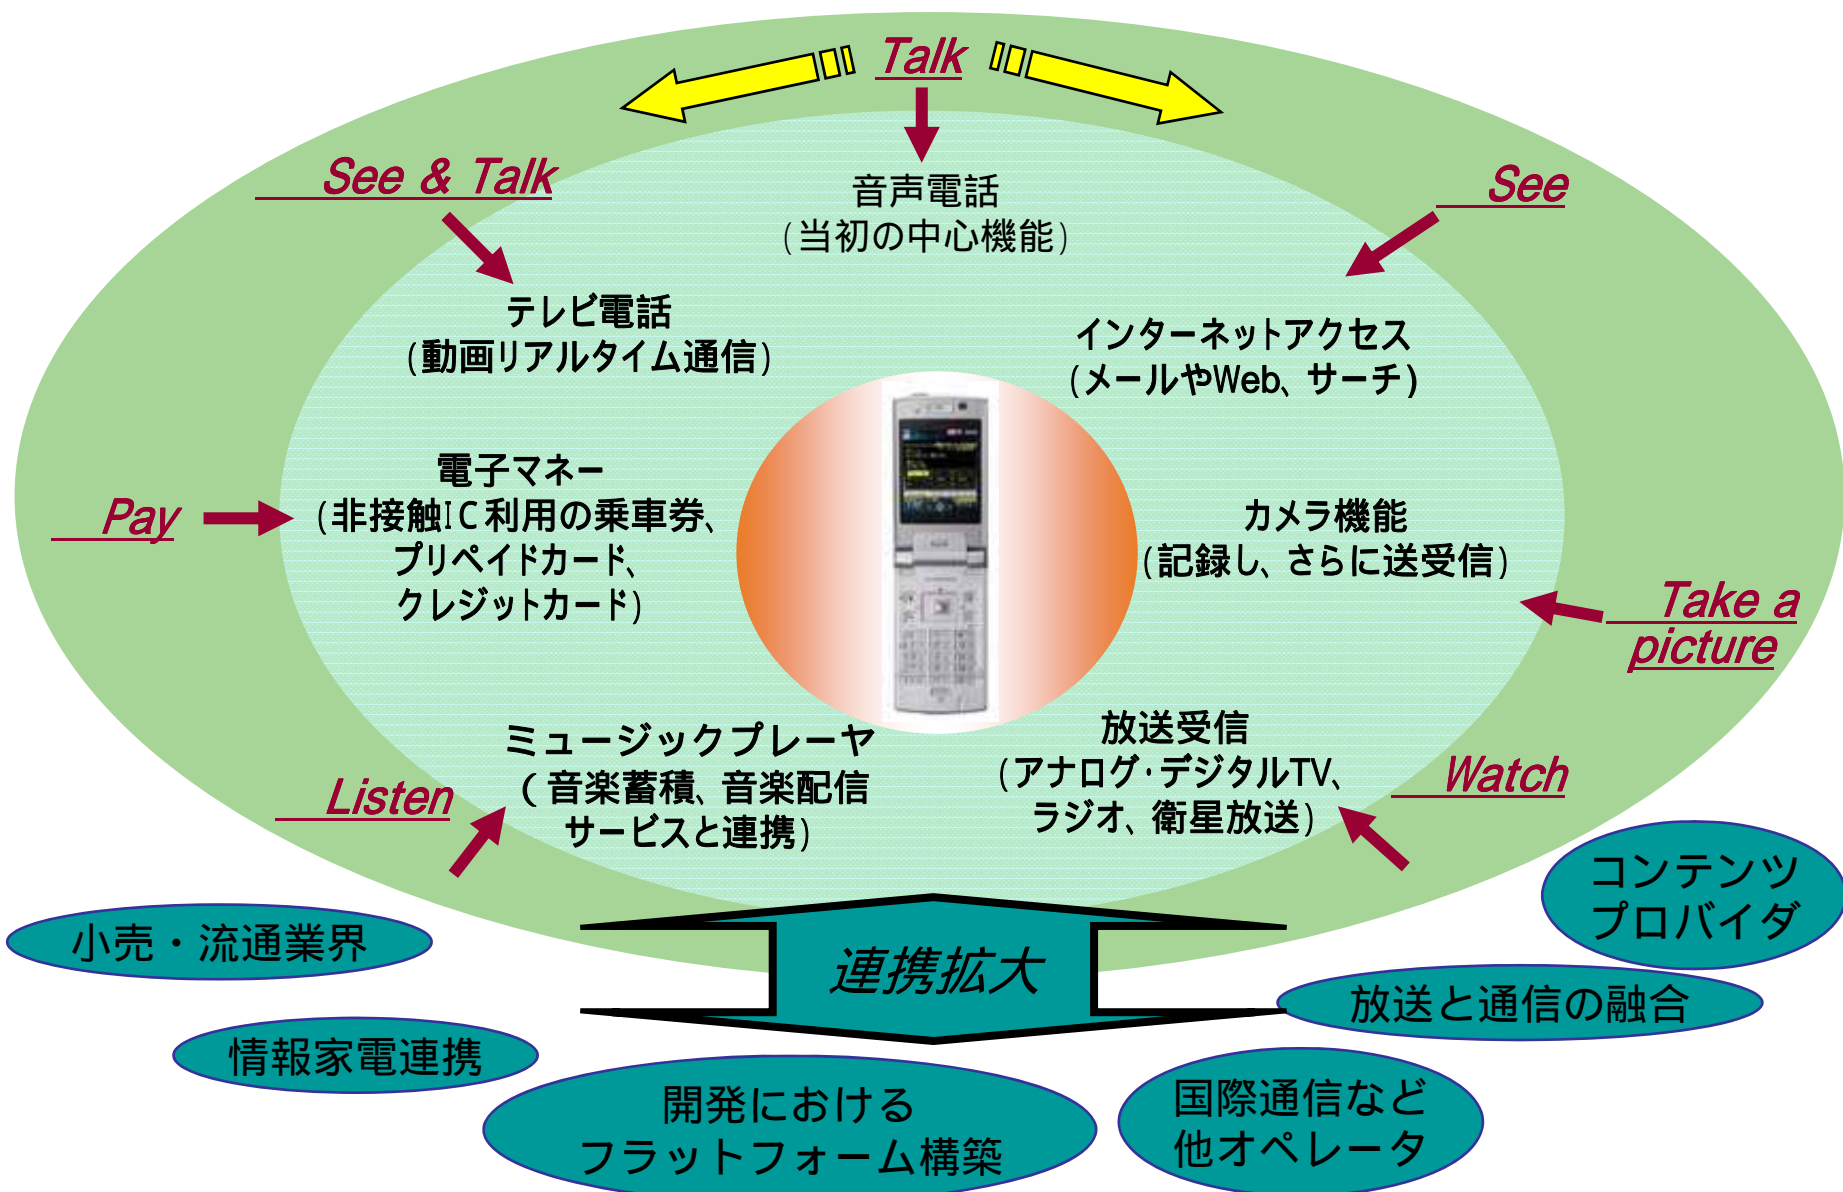 Talk
音声電話
(当初の中心機能)
See & Talk
テレビ電話
(動画リアルタイム通信)
See
インターネットアクセス
(メールやWeb、サーチ)
Pay
電子マネー
(非接触IC利用の乗車券、
プリペイドカード、
クレジットカード)
カメラ機能
(記録し、さらに送受信)
Take a
picture
Listen
ミュージックプレーヤ
(音楽蓄積、音楽配信
サービスと連携)
放送受信
(アナログ・デジタルTV、
ラジオ、衛星放送)
Watch
連携拡大
小売・流通業界
情報家電連携
開発における
フラットフォーム構築
国際通信など
他オペレータ
放送と通信の融合
コンテンツ
プロバイダ